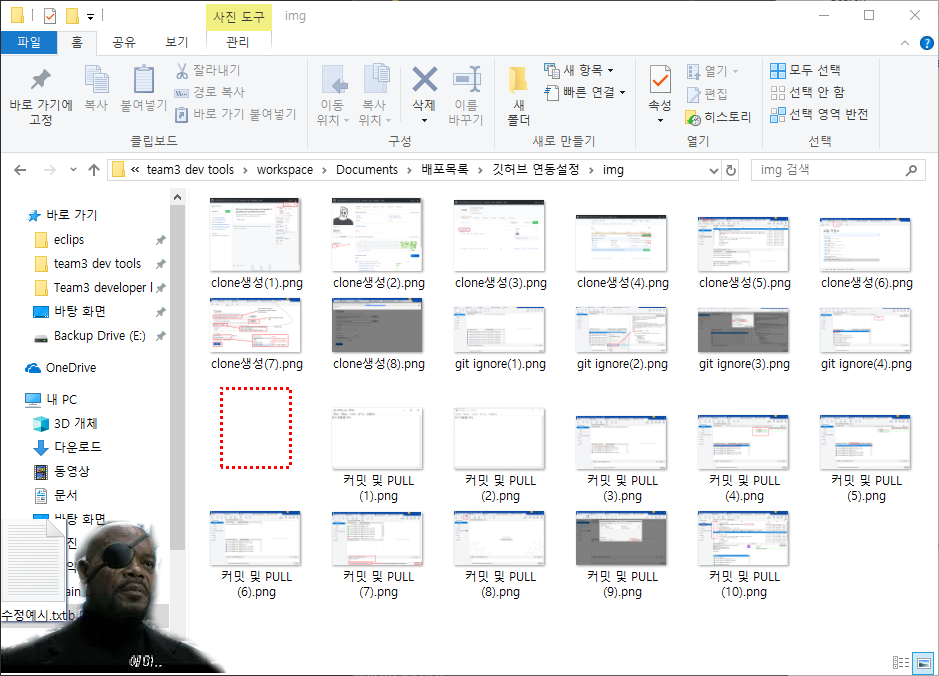 사진 도구
img
파일
홈
공유
보기
관리
바로 가기에
고정
복사
붙여넣기
잘라내기
경로 복사
바로 가기 붙여넣기
클립보드
이동
위치
복사
위치
삭제
이름
바꾸기
구성
새
폴더
새 항목
빠른 연결
새로 만들기
속성
열기
편집
히스토리
열기
모두 선택
선택 안 함
선택 영역 반전
선택
« team3 dev tools > workspace > Documents > 배포목록 > 깃허브 연동설정 > img
img 검색
바로 가기
eclips
team3 dev tools
Team3 developer l
바탕 화면
Backup Drive (E:)
OneDrive
내 PC
3D 개체
다운로드
동영상
문서
바탕 화면
clone생성(1).png
clone생성(2).png
clone생성(3).png
clone생성(4).png
clone생성(5).png
clone생성(6).png
clone생성(7).png
clone생성(8).png
git ignore(1).png
git ignore(2).png
git ignore(3).png
git ignore(4).png
커밋 및 PULL
(1).png
커밋 및 PULL
(2).png
커밋 및 PULL
(3).png
커밋 및 PULL
(4).png
커밋 및 PULL
(5).png
커밋 및 PULL
(6).png
커밋 및 PULL
(7).png
커밋 및 PULL
(8).png
커밋 및 PULL
(9).png
커밋 및 PULL
(10).png
수정예시.txt